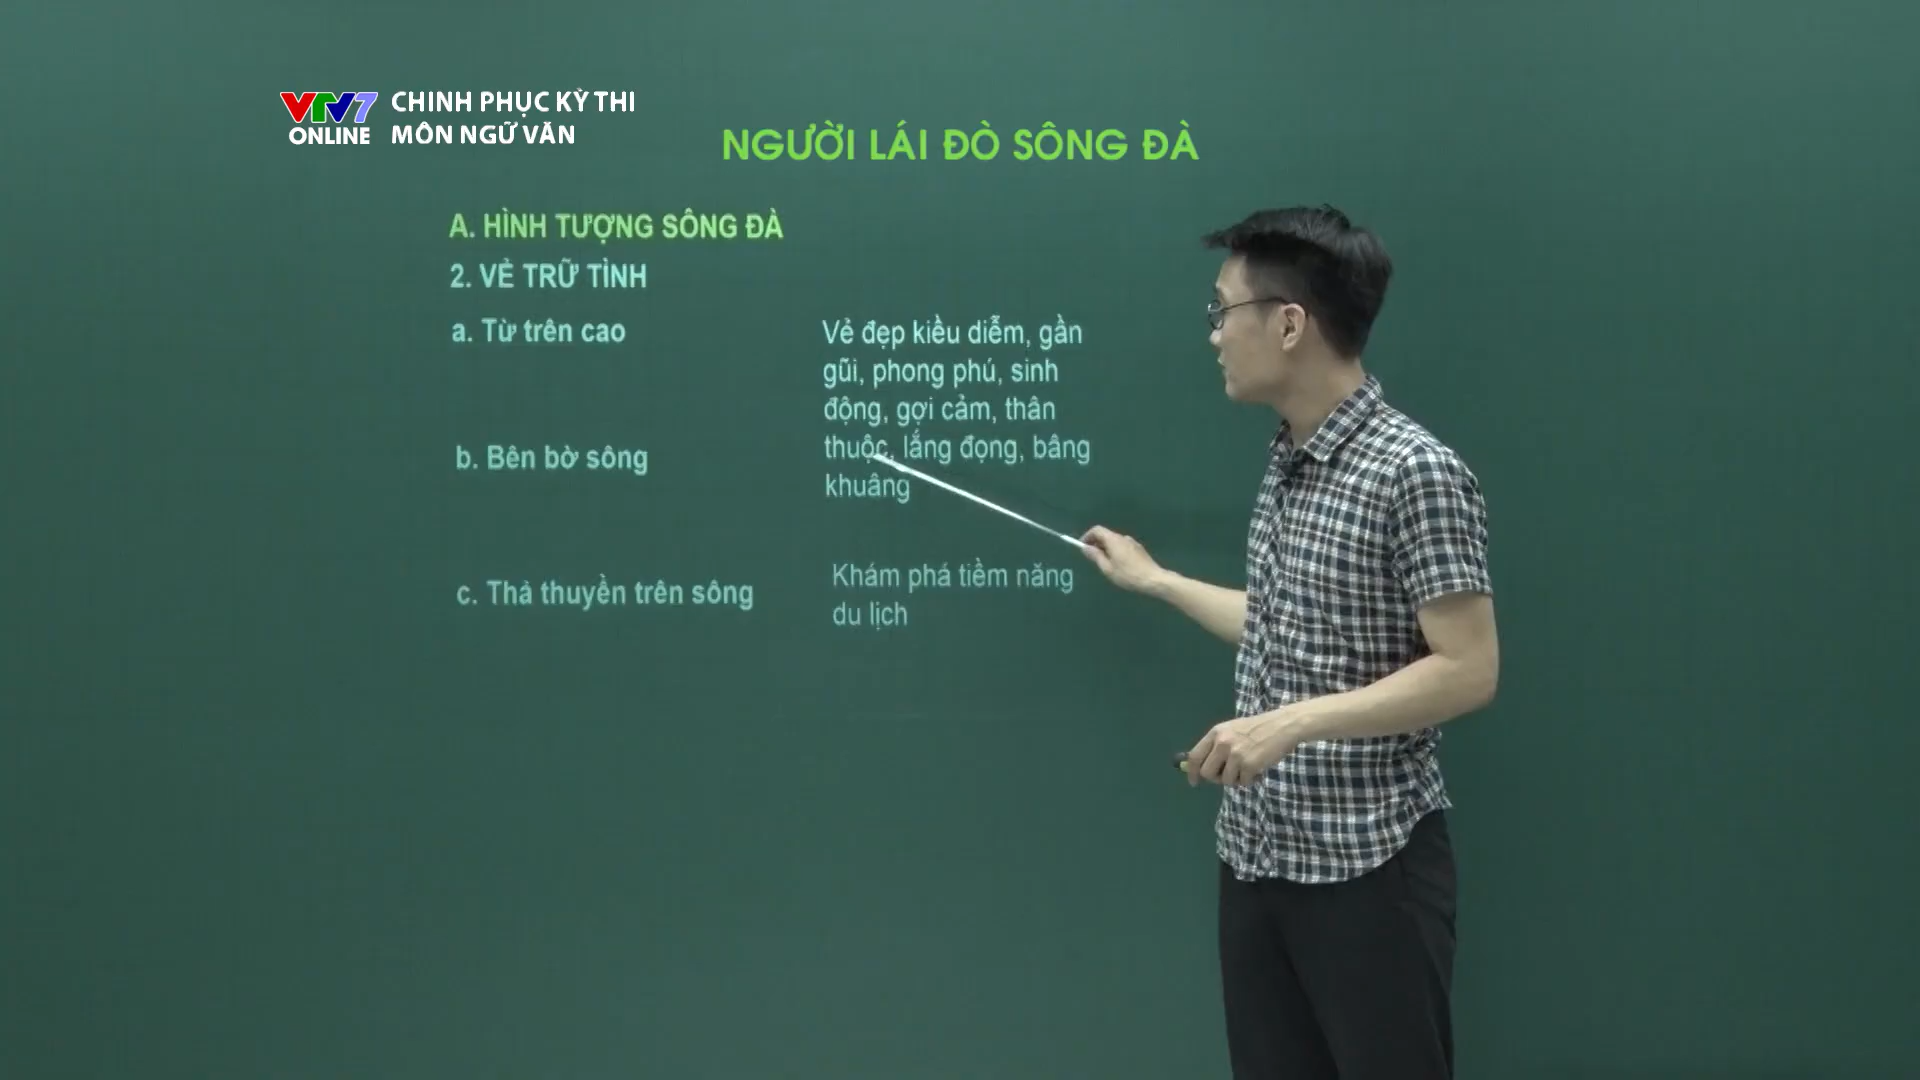 VTV7
ONLINE
CHINH PHỤC KỲ THI
MÔN NGỮ VĂN
NGƯỜI LÁI ĐÒ SÔNG ĐÀ
A. HÌNH TƯỢNG SÔNG ĐÀ
2. VẺ TRỮ TÌNH
a. Từ trên cao
Vẻ đẹp kiều diễm, gần
gũi, phong phú, sinh
động, gợi cảm, thân
thuộc, lắng đọng, bâng
khuâng
b. Bên bờ sông
c. Thả thuyền trên sông
Khám phá tiềm năng
du lịch